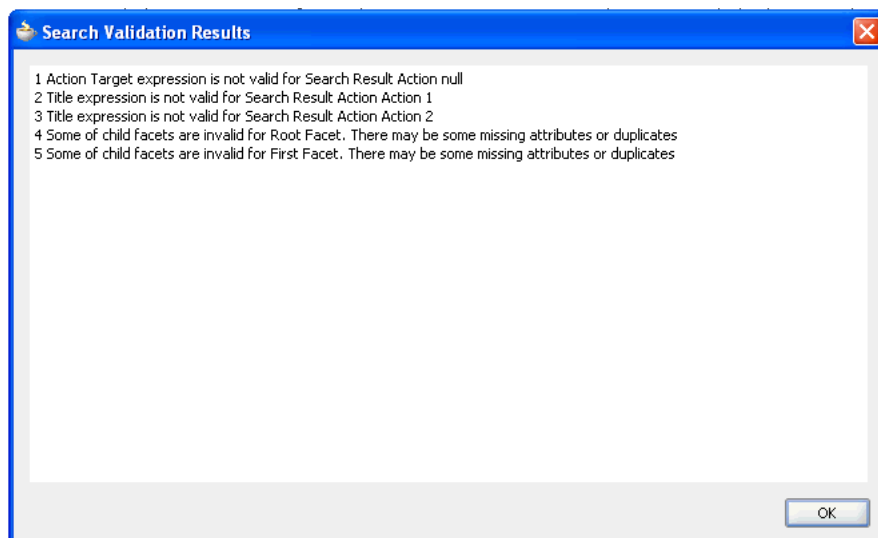 Search Validation Results
1 Action Target expression is not valid for Search Result Action null
2 Title expression is not valid for Search Result Action Action 1
3 Title expression is not valid for Search Result Action Action 2
4 Some of child facets are invalid for Root Facet. There may be some missing attributes or duplicates
5 Some of child facets are invalid for First Facet. There may be some missing attributes or duplicates
OK